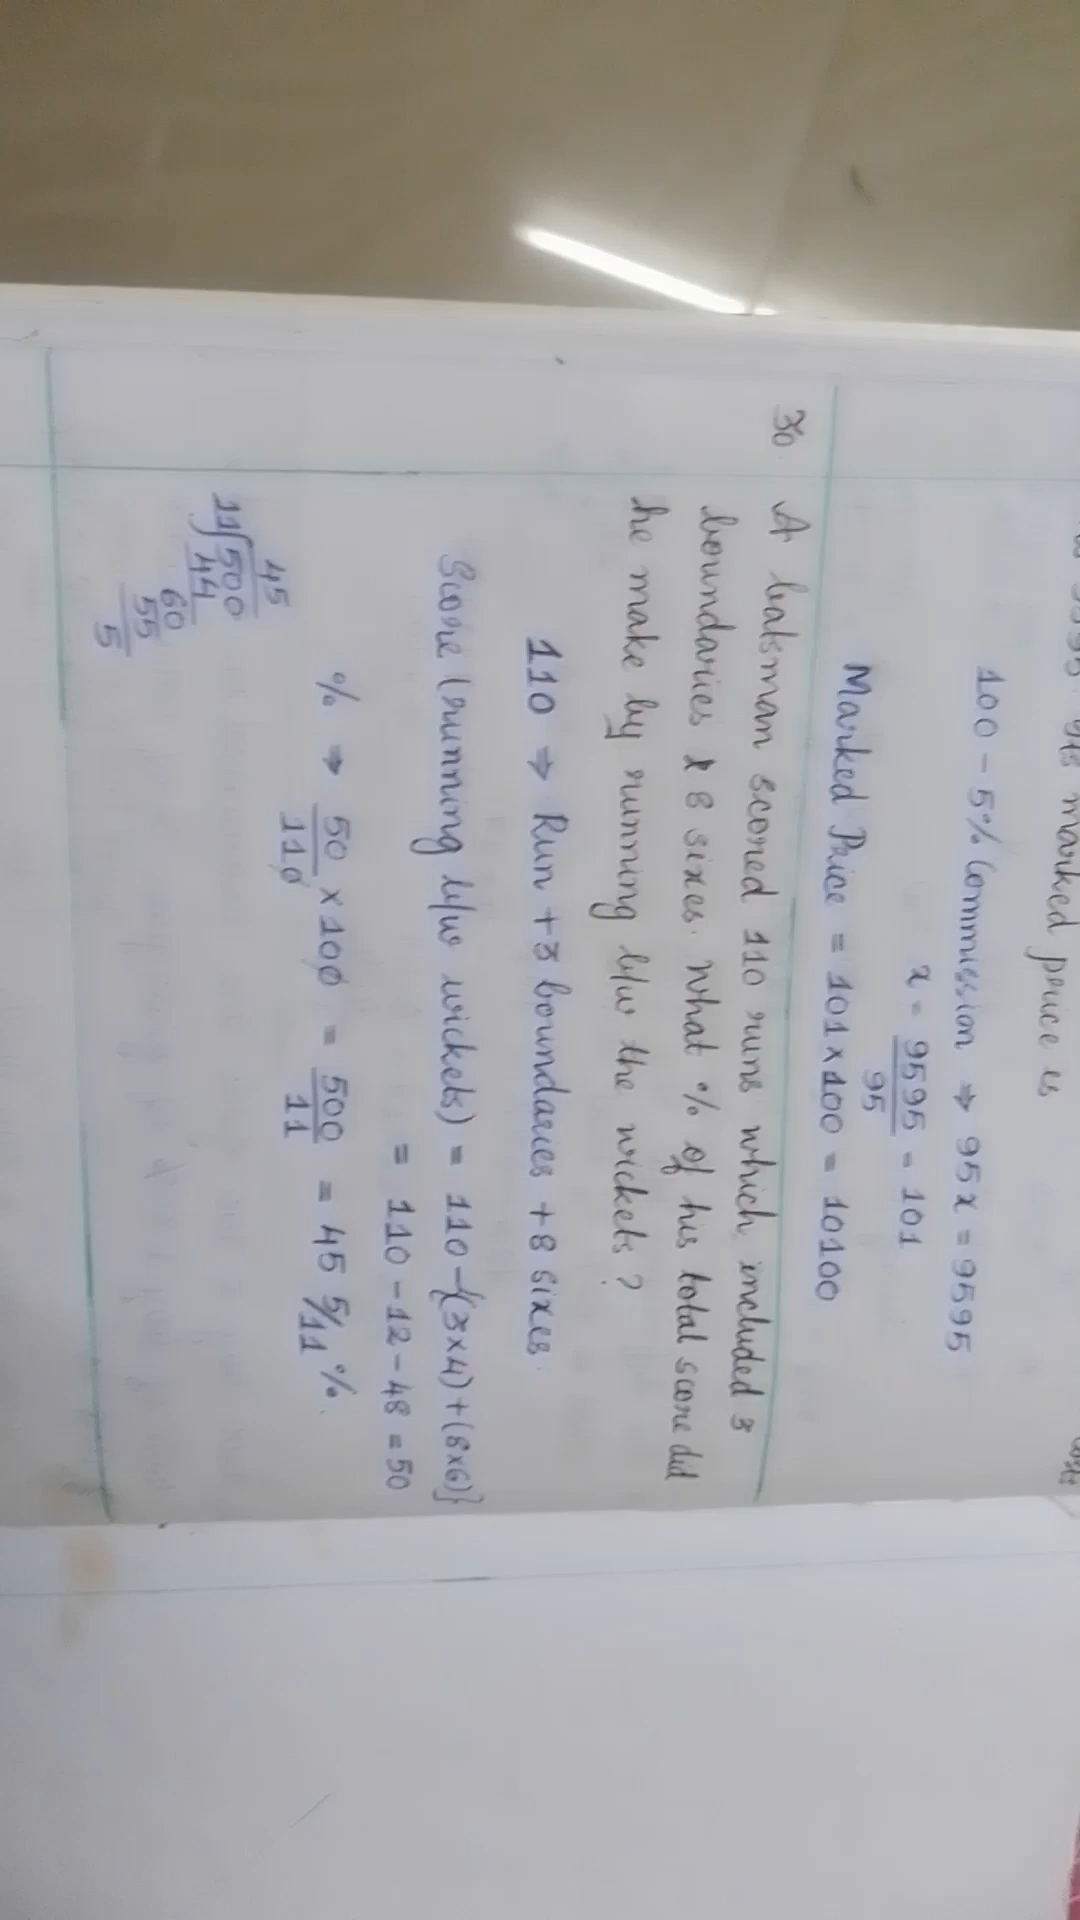 marked price is
100 - 5% Commission ⇒ 95x = 9595
x = 9595/95 = 101
Marked Price = 101 x 100 = 10100
30. A batsman scored 110 runs which included 3
boundaries & 8 sixes. What % of his total score did
he make by running b/w the wickets?
110 ⇒ Run + 3 boundaries + 8 sixes.
Score (running b/w wickets) = 110 - {(3x4) + (8x6)}
= 110 - 12 - 48 = 50
% ⇒ 50/110 x 100 = 500/11 = 45 5/11 %.
45
11)500
44
60
55
5